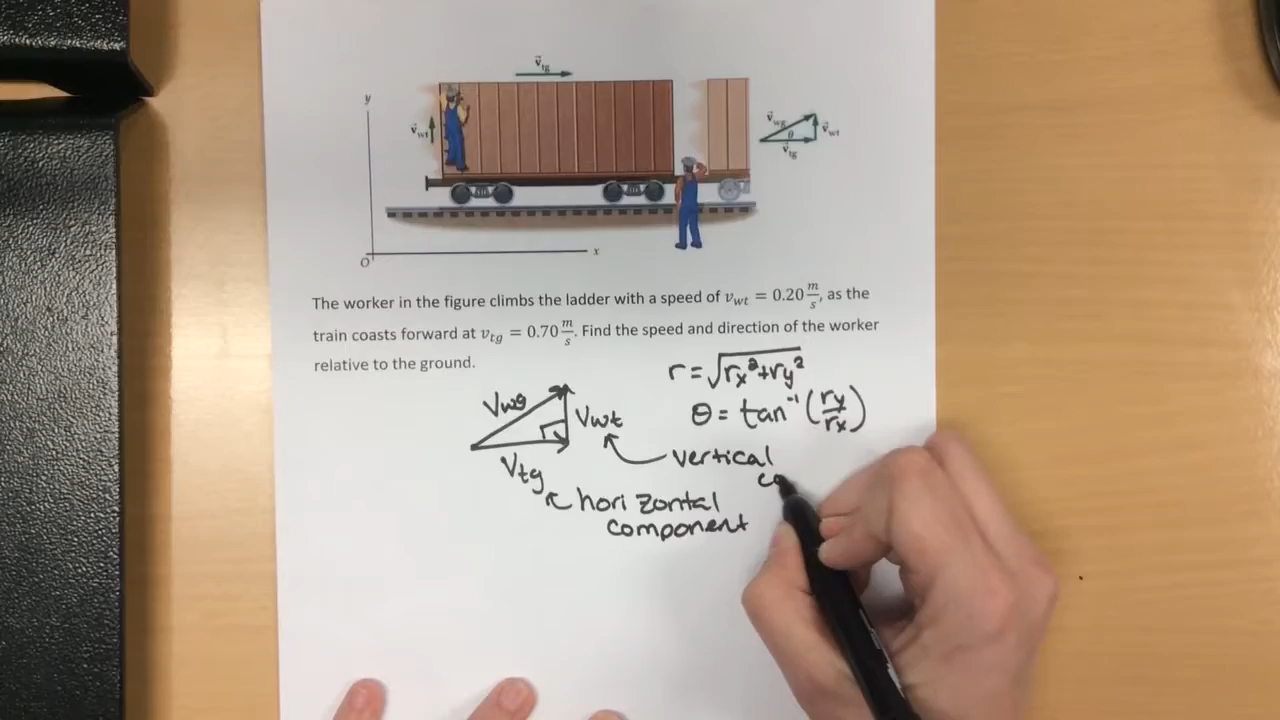 v⃗tg
y
v⃗wt
v⃗wg
θ
v⃗wt
v⃗tg
O
x
The worker in the figure climbs the ladder with a speed of vwt = 0.20 m/s, as the
train coasts forward at vtg = 0.70 m/s. Find the speed and direction of the worker
relative to the ground.
r = √rx²+ry²
θ = tan⁻¹ (ry/rx)
Vwg
Vwt
Vtg
vertical
co
horizontal
component